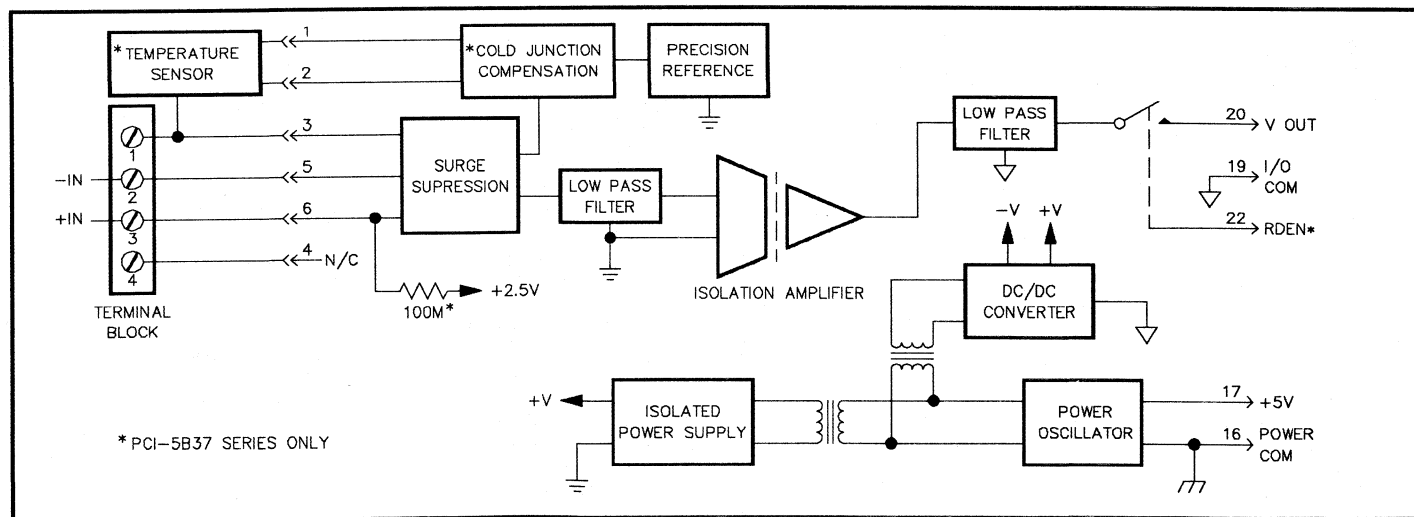 *TEMPERATURE
SENSOR
1
2
*COLD JUNCTION
COMPENSATION
PRECISION
REFERENCE
1
3
-IN
2
5
+IN
3
6
4
4
N/C
TERMINAL
BLOCK
SURGE
SUPRESSION
100M*
+2.5V
LOW PASS
FILTER
ISOLATION AMPLIFIER
LOW PASS
FILTER
20
V OUT
19
I/O
COM
22
RDEN*
-V
+V
DC/DC
CONVERTER
+V
ISOLATED
POWER SUPPLY
POWER
OSCILLATOR
17
+5V
16
POWER
COM
*PCI-5B37 SERIES ONLY